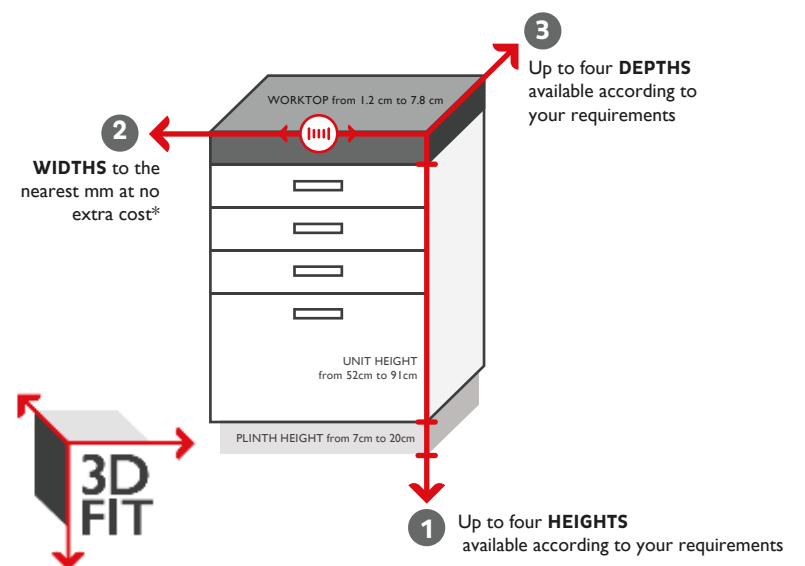 3
Up to four DEPTHS
available according to
your requirements
WORKTOP from 1.2 cm to 7.8 cm
2
WIDTHS to the
nearest mm at no
extra cost*
UNIT HEIGHT
from 52cm to 91cm
PLINTH HEIGHT from 7cm to 20cm
3D
FIT
1
Up to four HEIGHTS
available according to your requirements